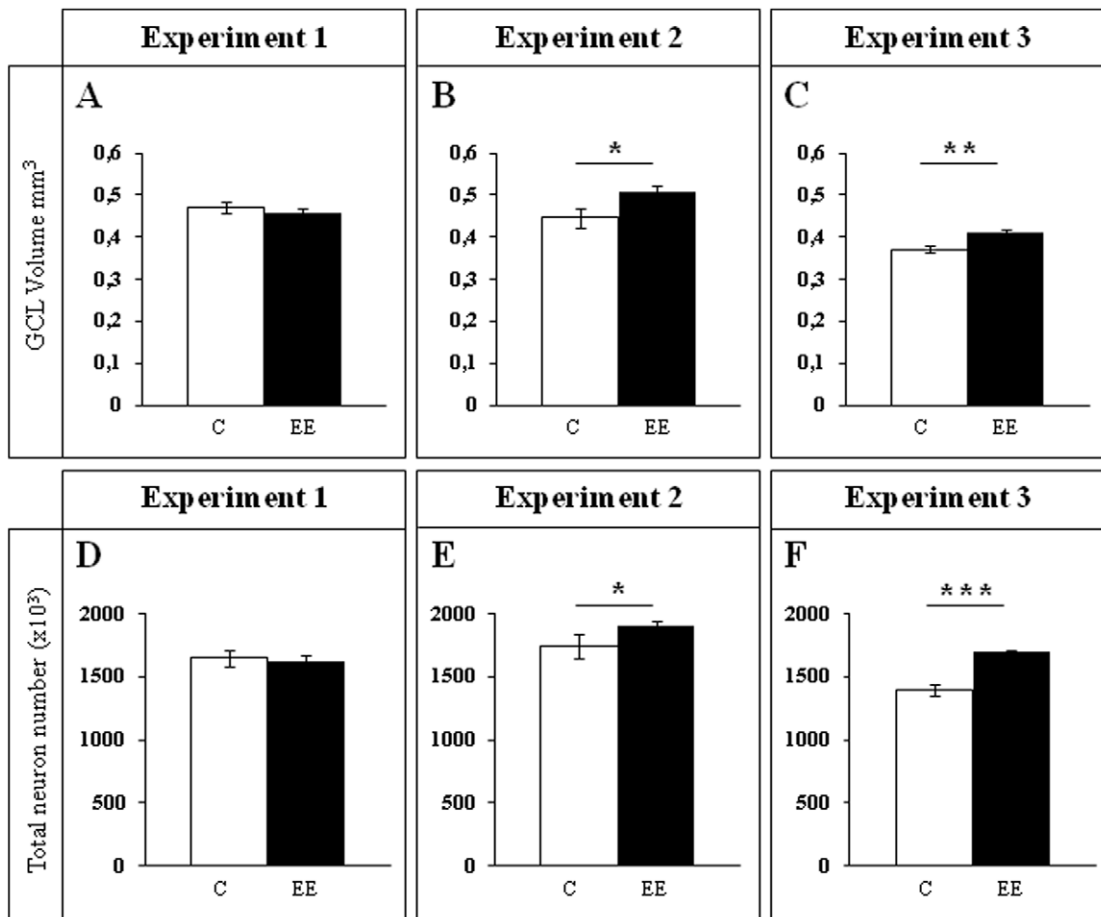 Experiment 1
Experiment 2
Experiment 3
GCL Volume mm³
A
0,6
0,5
0,4
0,3
0,2
0,1
0
C
EE
B
*
0,6
0,5
0,4
0,3
0,2
0,1
0
C
EE
C
**
0,6
0,5
0,4
0,3
0,2
0,1
0
C
EE
Experiment 1
Experiment 2
Experiment 3
Total neuron number (x10³)
D
2000
1500
1000
500
0
C
EE
E
*
2000
1500
1000
500
0
C
EE
F
***
2000
1500
1000
500
0
C
EE